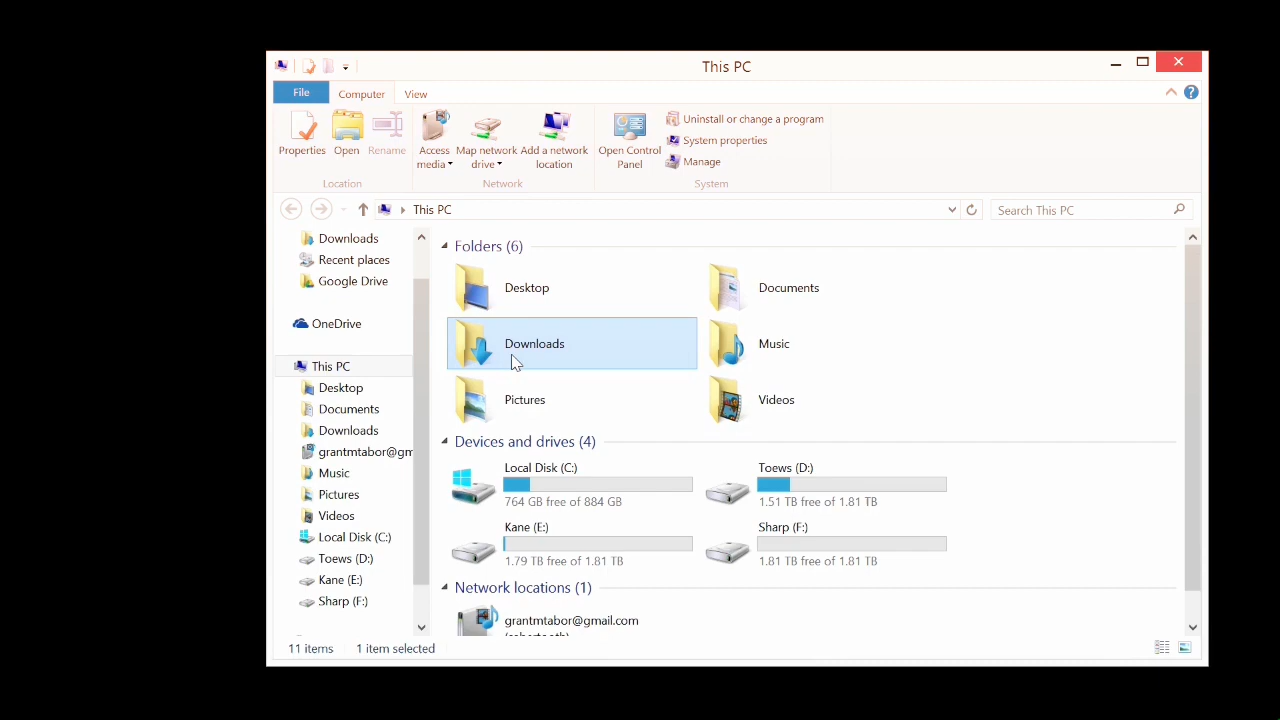 This PC
File
Computer
View
Properties
Open
Rename
Access media
Map network drive
Add a network location
Open Control Panel
Uninstall or change a program
System properties
Manage
Location
Network
System
This PC
Search This PC
Downloads
Recent places
Google Drive
OneDrive
This PC
Desktop
Documents
Downloads
grantmtabor@gm
Music
Pictures
Videos
Local Disk (C:)
Toews (D:)
Kane (E:)
Sharp (F:)
Folders (6)
Desktop
Documents
Downloads
Music
Pictures
Videos
Devices and drives (4)
Local Disk (C:)
764 GB free of 884 GB
Toews (D:)
1.51 TB free of 1.81 TB
Kane (E:)
1.79 TB free of 1.81 TB
Sharp (F:)
1.81 TB free of 1.81 TB
Network locations (1)
grantmtabor@gmail.com
11 items
1 item selected